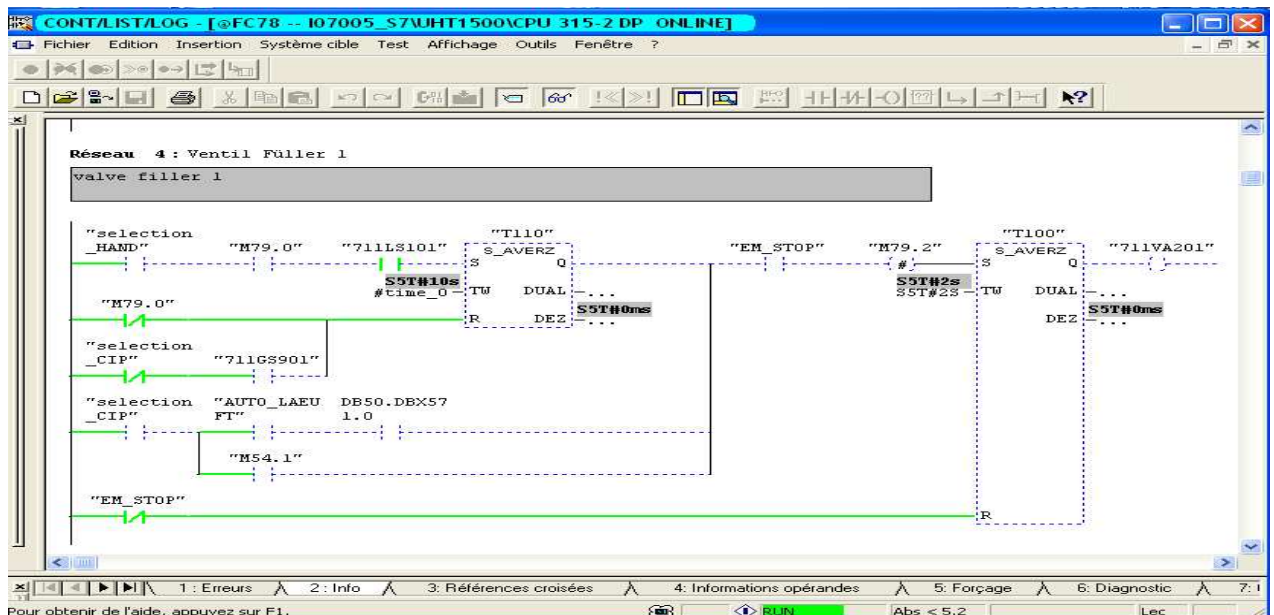 CONT/LIST/LOG - [@FC78 -- I07005_S7\UHT1500\CPU 315-2 DP ONLINE]
Fichier Edition Insertion Système cible Test Affichage Outils Fenêtre ?
Réseau 4 : Ventil Füller 1
valve filler 1
"selection
_HAND" "M79.0" "711LS101" "T110"
S_AVERZ
S Q
"EM_STOP" "M79.2" "T100"
S_AVERZ
S Q
"711VA201"
#
S5T#10s
#time_0 TW DUAL ...
S5T#0ms
R DEZ ...
S5T#2s
S5T#2S TW DUAL ...
S5T#0ms
DEZ ...
"M79.0"
"selection
_CIP" "711GS901"
"selection
_CIP" "AUTO_LAEU
FT" DB50.DBX57
1.0
"M54.1"
"EM_STOP"
R
1 : Erreurs 2 : Info 3: Références croisées 4: Informations opérandes 5: Forçage 6: Diagnostic 7: I
Pour obtenir de l'aide, appuyez sur F1. RUN Abs < 5.2 Lec